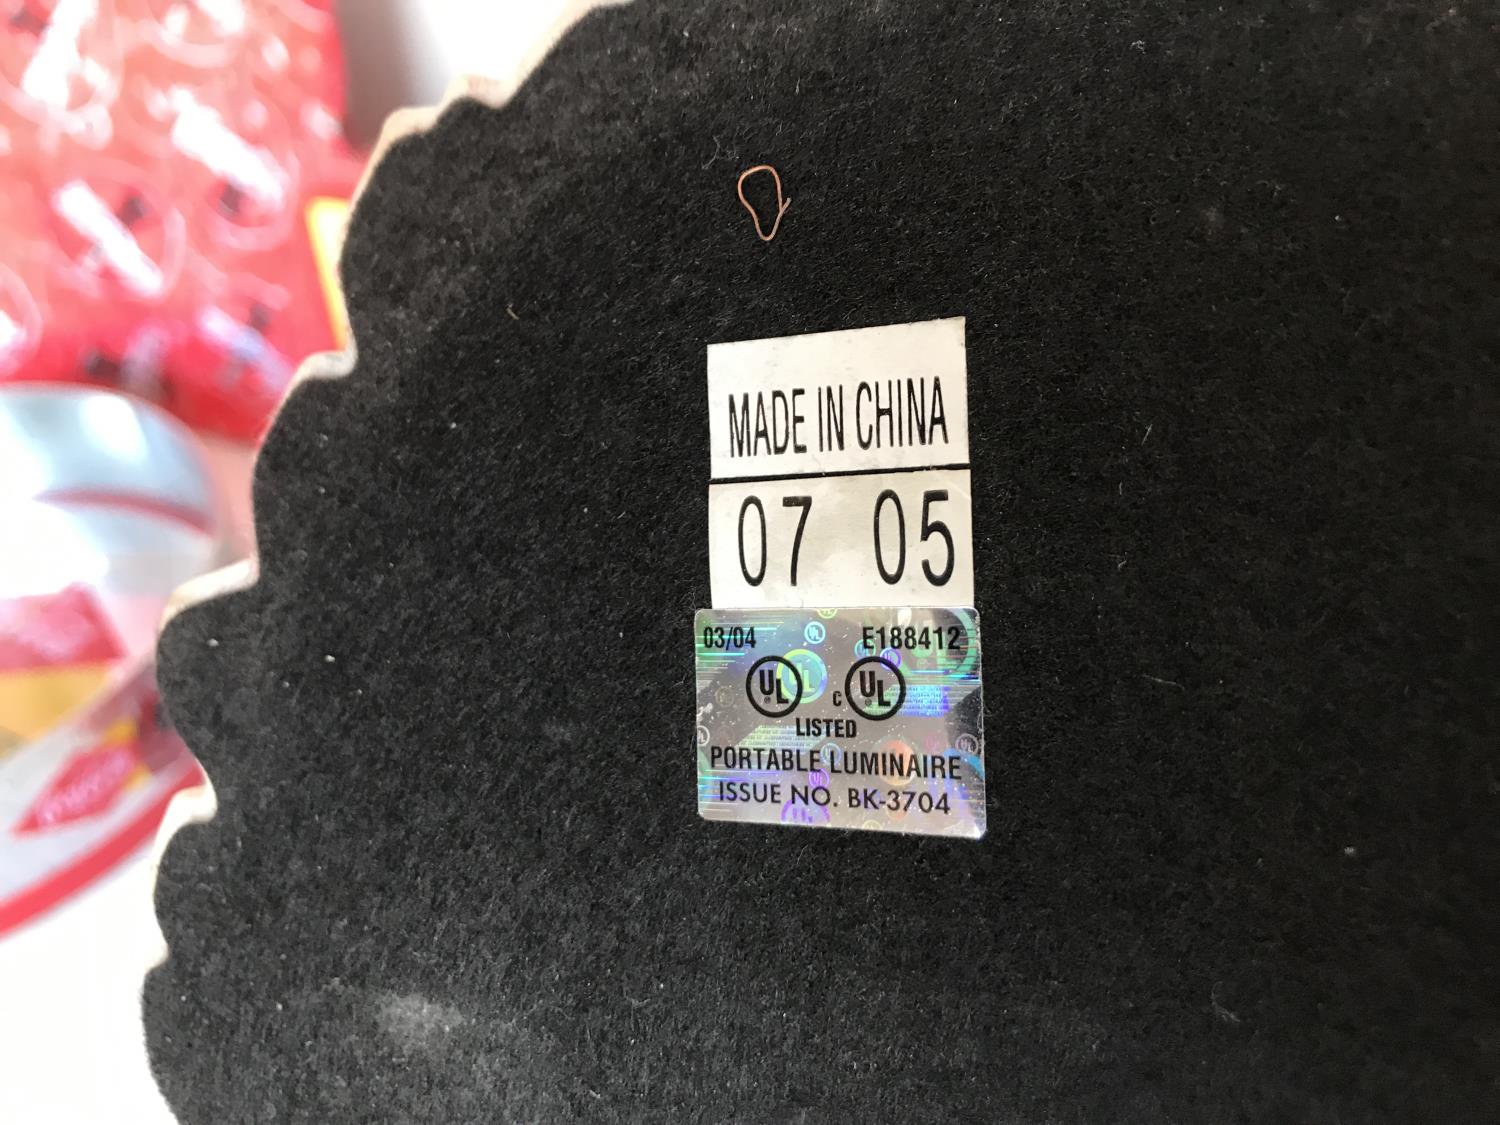 MADE IN CHINA
07 05
03/04 E188412
UL c UL
LISTED
PORTABLE LUMINAIRE
ISSUE NO. BK-3704